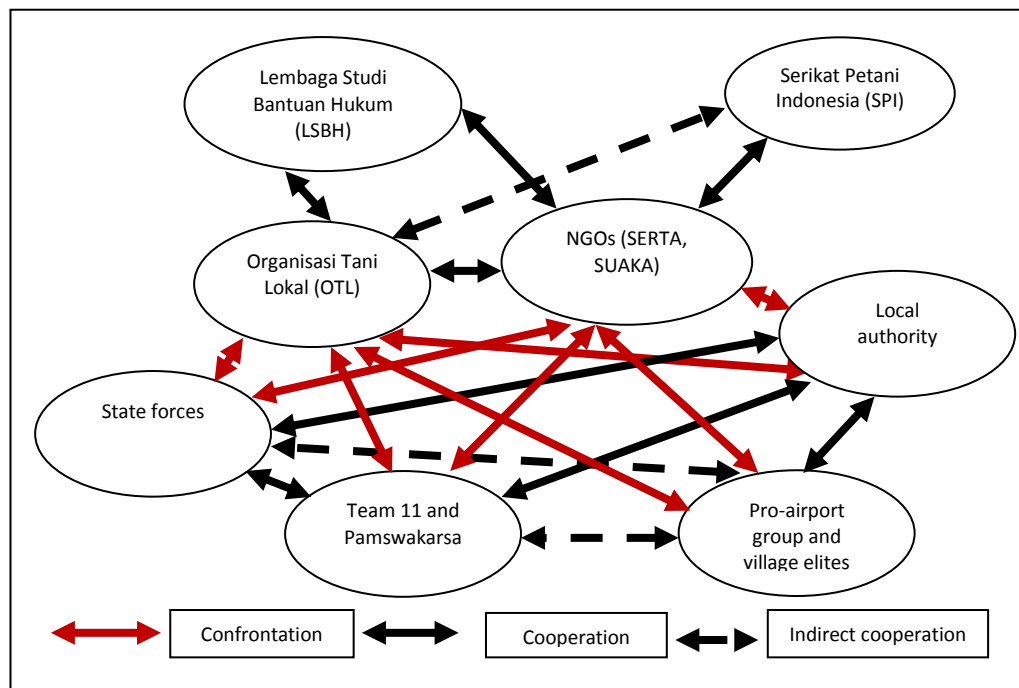 Lembaga Studi
Bantuan Hukum
(LSBH)
Serikat Petani
Indonesia (SPI)
NGOs (SERTA,
SUAKA)
Organisasi Tani
Lokal (OTL)
Local
authority
State forces
Team 11 and
Pamswakarsa
Pro-airport
group and
village elites
Confrontation
Cooperation
Indirect cooperation